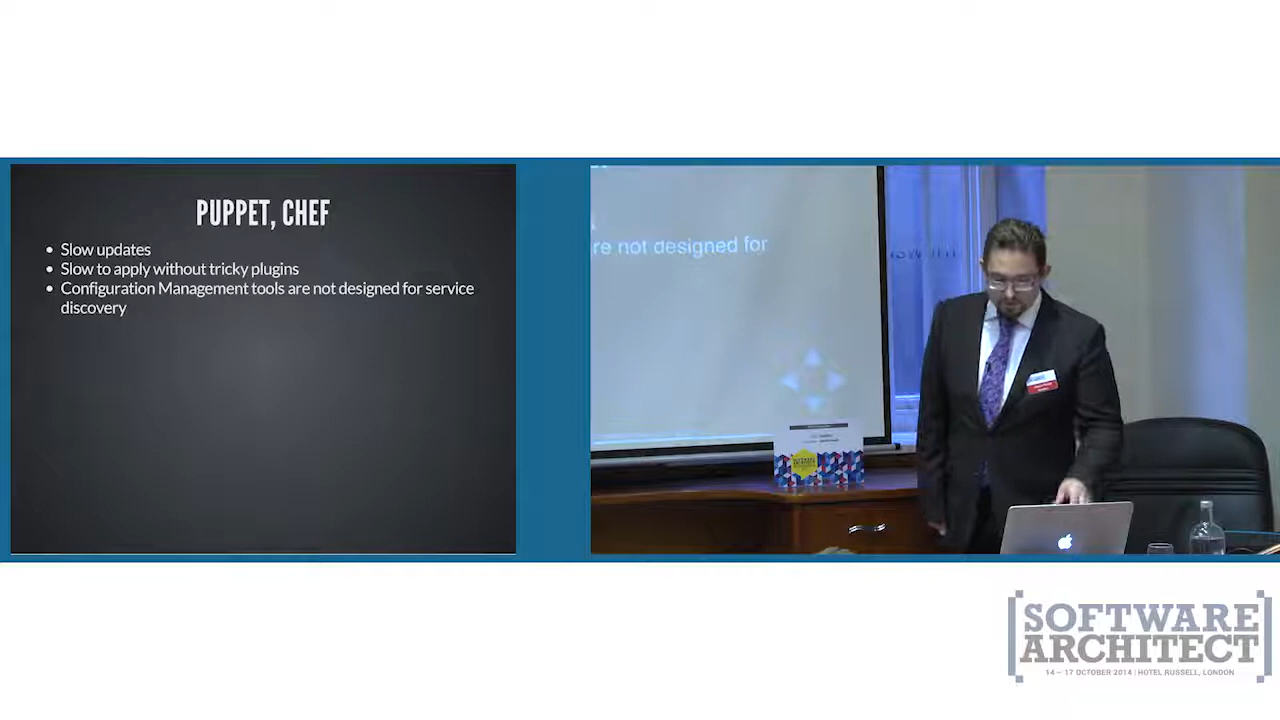 PUPPET, CHEF
• Slow updates
• Slow to apply without tricky plugins
• Configuration Management tools are not designed for service
discovery
re not designed for
SOFTWARE
ARCHITECT
14 – 17 OCTOBER 2014 | HOTEL RUSSELL, LONDON